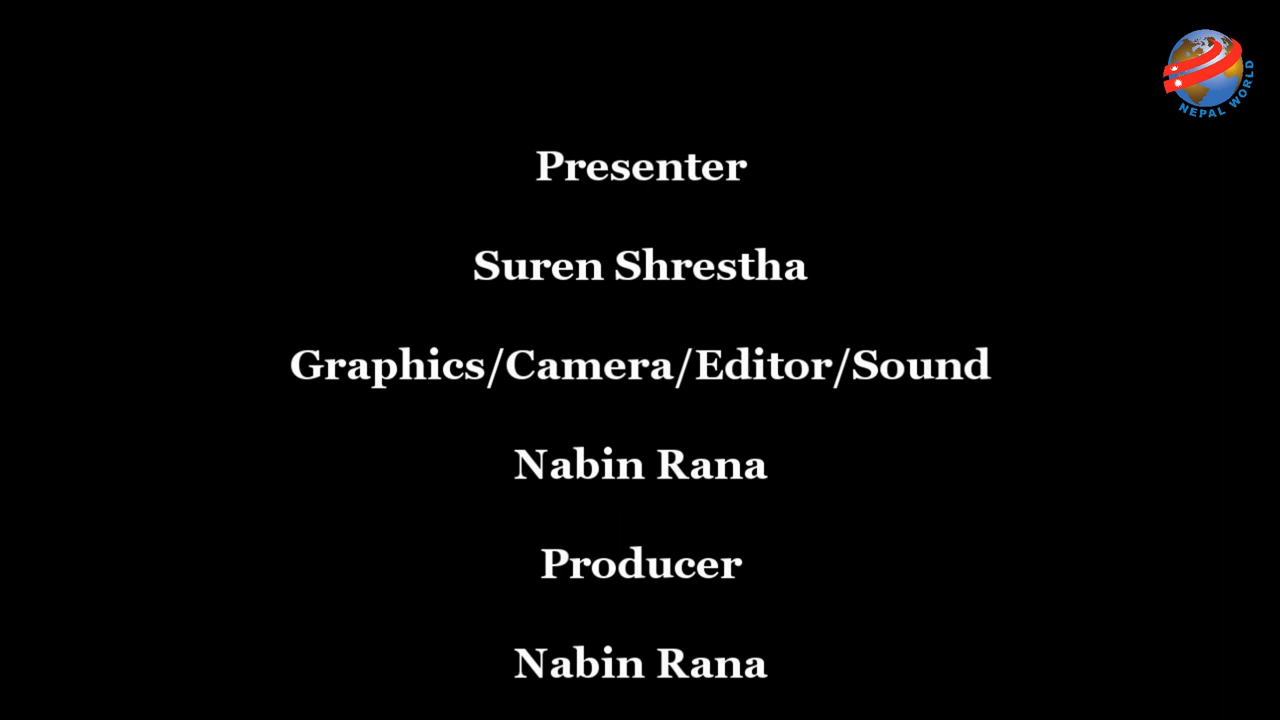 NEPAL WORLD
Presenter
Suren Shrestha
Graphics/Camera/Editor/Sound
Nabin Rana
Producer
Nabin Rana